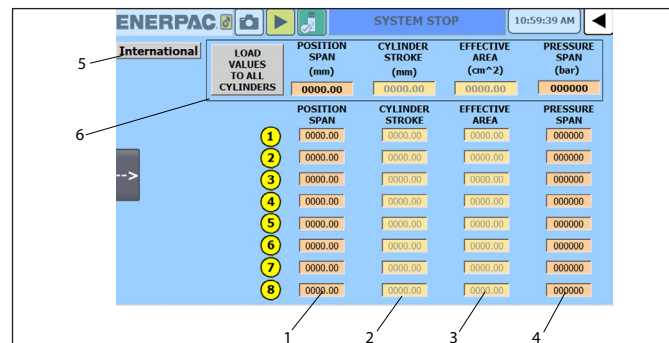 ENERPAC
SYSTEM STOP
10:59:39 AM
International
LOAD
VALUES
TO ALL
CYLINDERS
POSITION
SPAN
(mm)
0000.00
CYLINDER
STROKE
(mm)
0000.00
EFFECTIVE
AREA
(cm^2)
0000.00
PRESSURE
SPAN
(bar)
000000
POSITION
SPAN
CYLINDER
STROKE
EFFECTIVE
AREA
PRESSURE
SPAN
1 0000.00 0000.00 0000.00 000000
2 0000.00 0000.00 0000.00 000000
3 0000.00 0000.00 0000.00 000000
-->
4 0000.00 0000.00 0000.00 000000
5 0000.00 0000.00 0000.00 000000
6 0000.00 0000.00 0000.00 000000
7 0000.00 0000.00 0000.00 000000
8 0000.00 0000.00 0000.00 000000
5
6
1 2 3 4